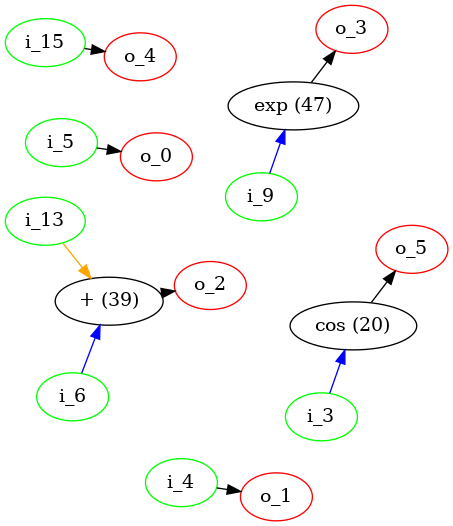 i_15
o_4
o_3
exp (47)
i_5
o_0
i_9
i_13
o_5
o_2
+ (39)
cos (20)
i_6
i_3
i_4
o_1